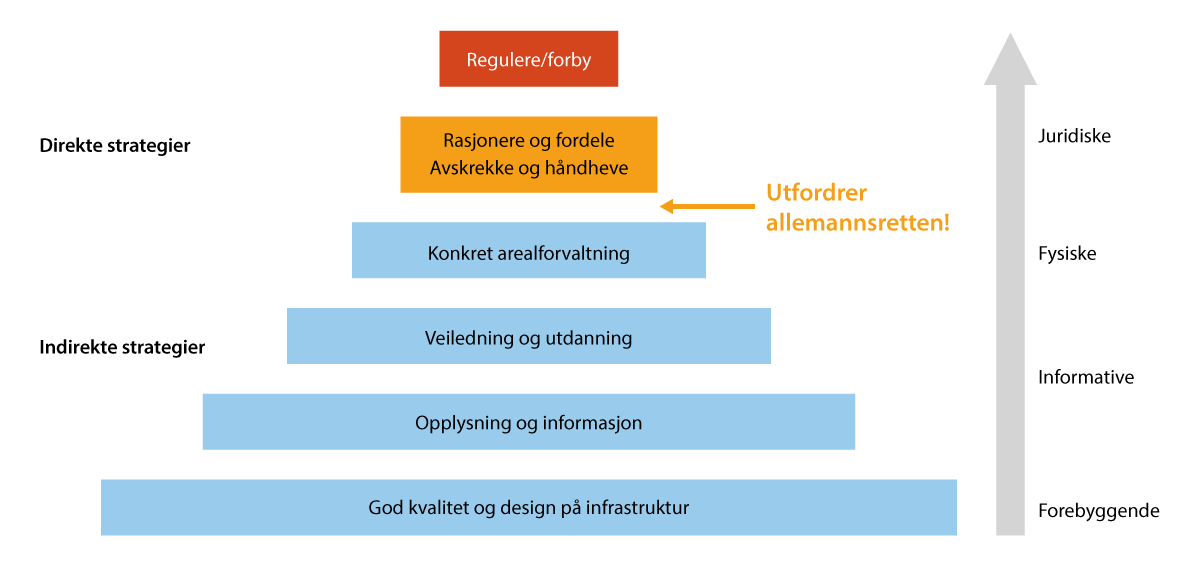 Regulere/forby
Direkte strategier
Rasjonere og fordele
Avskrekke og håndheve
Juridiske
Utfordrer
allemannsretten!
Konkret arealforvaltning
Fysiske
Veiledning og utdanning
Indirekte strategier
Informative
Opplysning og informasjon
God kvalitet og design på infrastruktur
Forebyggende